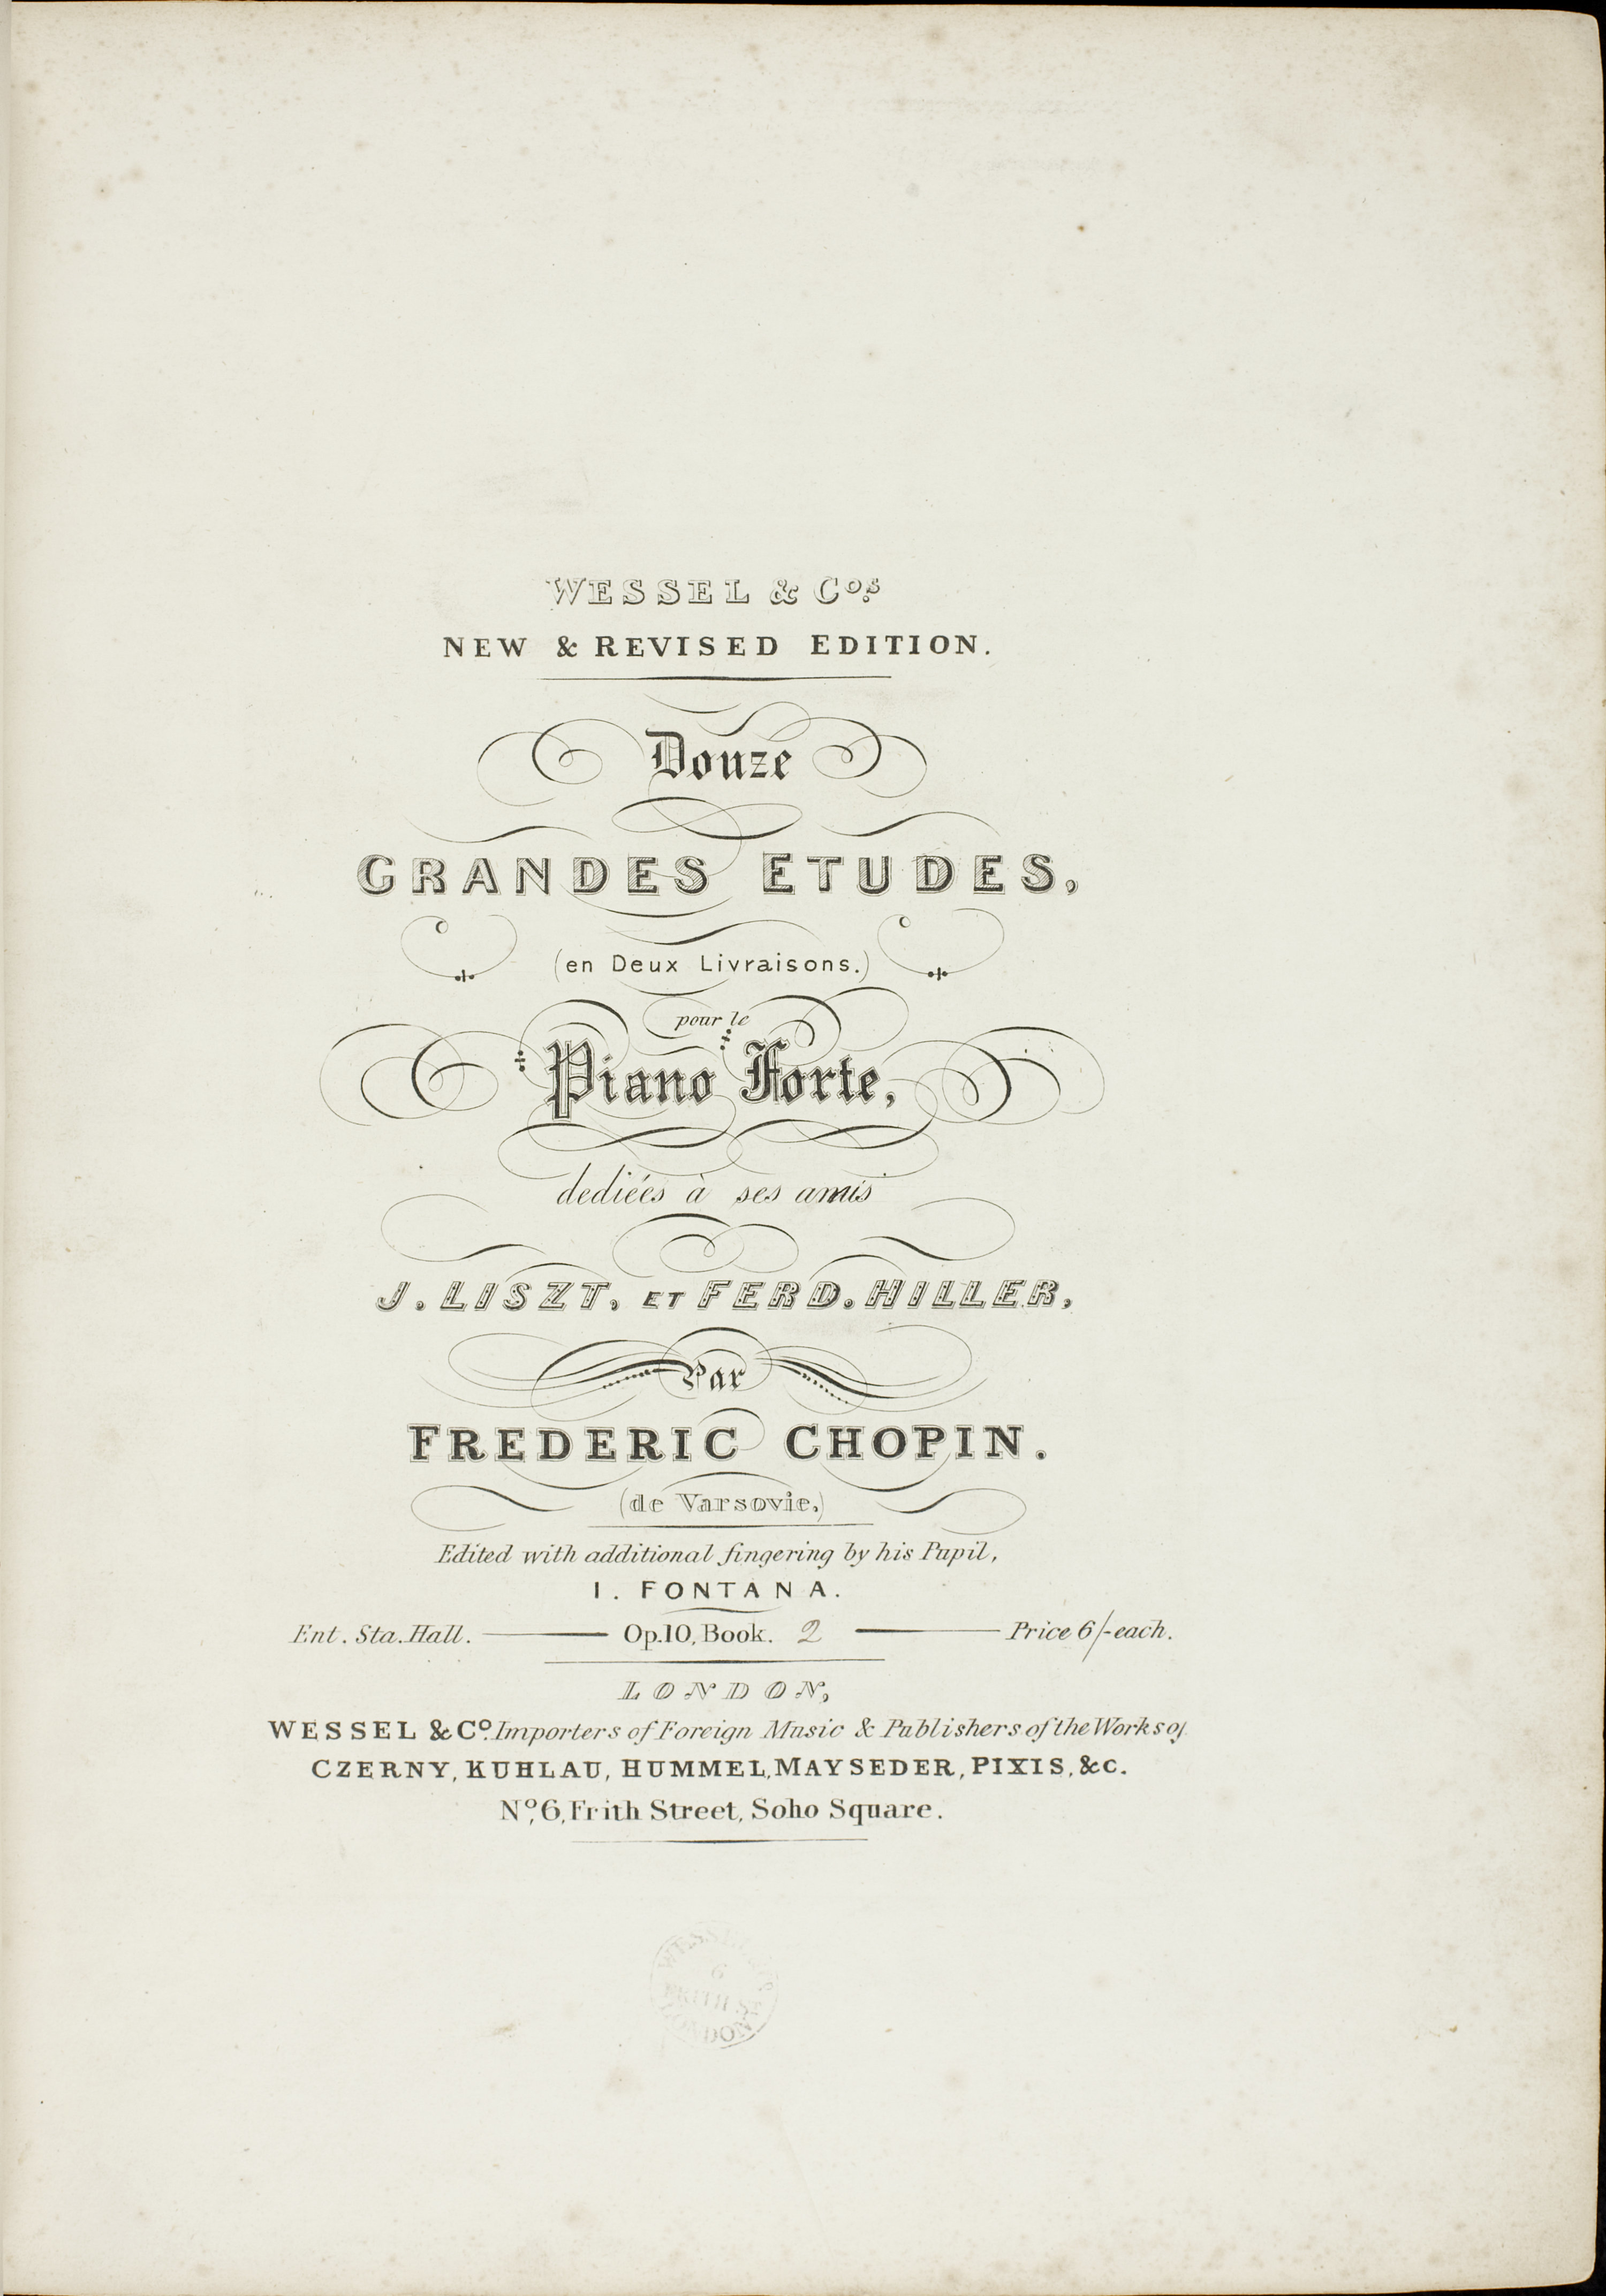 WESSEL & Cos.
NEW & REVISED EDITION.
Douze
GRANDES ETUDES,
(en Deux Livraisons.)
pour le
Piano Forte,
dediées à ses amis
J. LISZT, ET FERD. HILLER,
Par
FREDERIC CHOPIN.
(de Varsovie,)
Edited with additional fingering by his Pupil,
I. FONTANA.
Ent. Sta. Hall. Op.10, Book. 2 Price 6/- each.
LONDON,
WESSEL & Co. Importers of Foreign Music & Publishers of the Works of
CZERNY, KUHLAU, HUMMEL, MAYSEDER, PIXIS, &c.
No. 6, Frith Street, Soho Square.